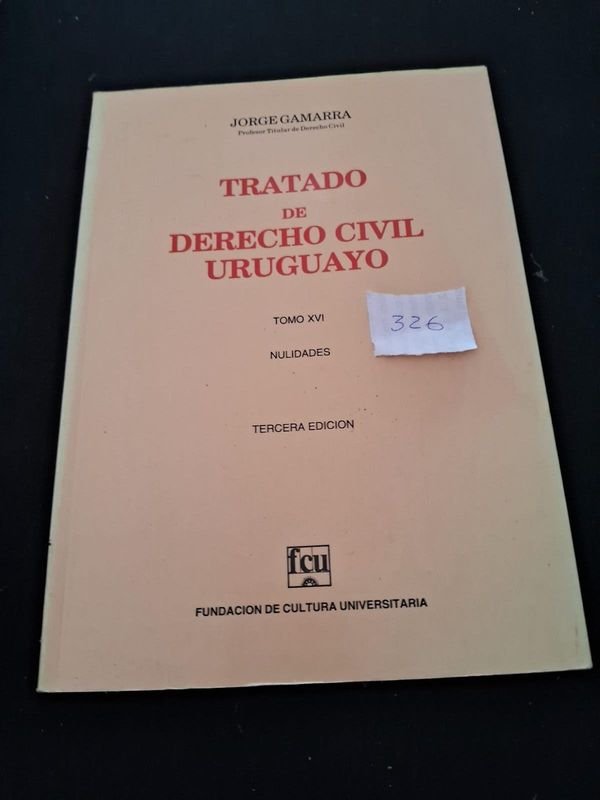 JORGE GAMARRA
Profesor Titular de Derecho Civil
TRATADO
DE
DERECHO CIVIL
URUGUAYO
TOMO XVI
326
NULIDADES
TERCERA EDICION
fcu
FUNDACION DE CULTURA UNIVERSITARIA